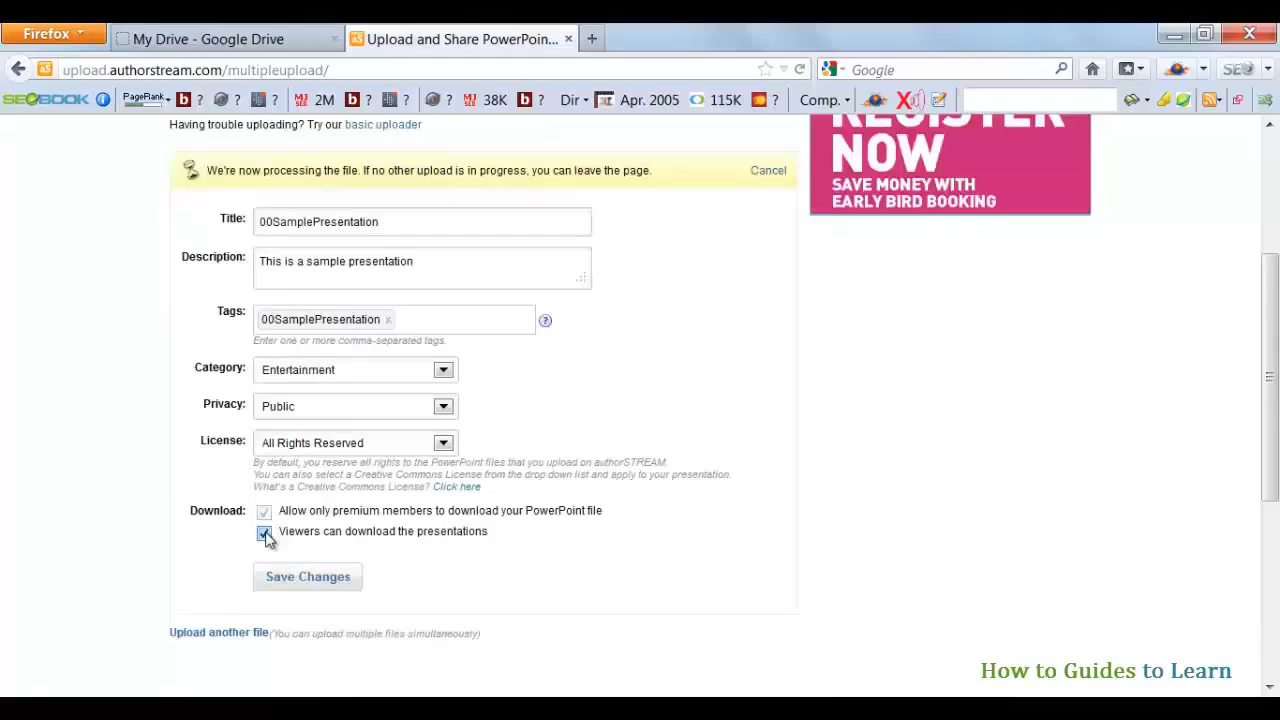 Firefox
My Drive - Google Drive
Upload and Share PowerPoin...
upload.authorstream.com/multipleupload/
Google
SEOBOOK PageRank ? ? ? 2M ? ? ? 38K ? Dir Apr. 2005 115K ? Comp.
SEO
Having trouble uploading? Try our basic uploader
REGISTER
NOW
SAVE MONEY WITH
EARLY BIRD BOOKING
We're now processing the file. If no other upload is in progress, you can leave the page. Cancel
Title: 00SamplePresentation
Description: This is a sample presentation
Tags: 00SamplePresentation x
Enter one or more comma-separated tags.
Category: Entertainment
Privacy: Public
License: All Rights Reserved
By default, you reserve all rights to the PowerPoint files that you upload on authorSTREAM.
You can also select a Creative Commons License from the drop down list and apply to your presentation.
What's a Creative Commons License? Click here
Download: Allow only premium members to download your PowerPoint file
Viewers can download the presentations
Save Changes
Upload another file(You can upload multiple files simultaneously)
How to Guides to Learn